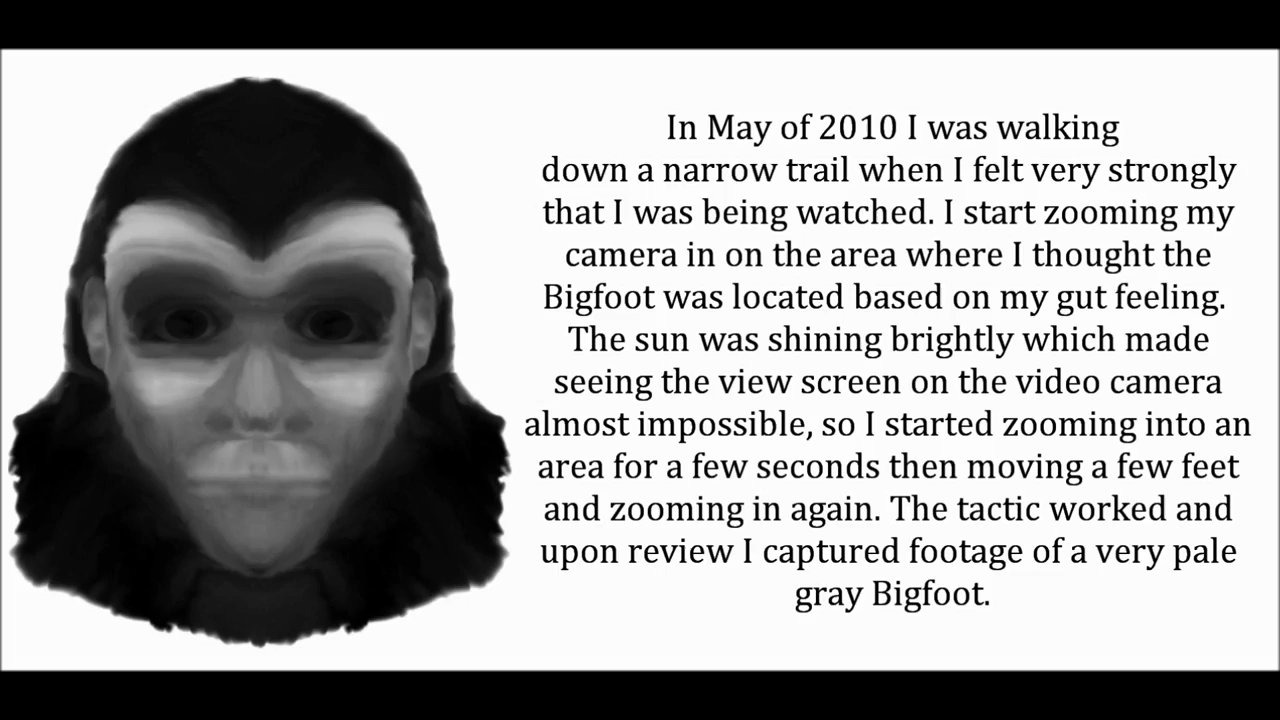 In May of 2010 I was walking
down a narrow trail when I felt very strongly
that I was being watched. I start zooming my
camera in on the area where I thought the
Bigfoot was located based on my gut feeling.
The sun was shining brightly which made
seeing the view screen on the video camera
almost impossible, so I started zooming into an
area for a few seconds then moving a few feet
and zooming in again. The tactic worked and
upon review I captured footage of a very pale
gray Bigfoot.